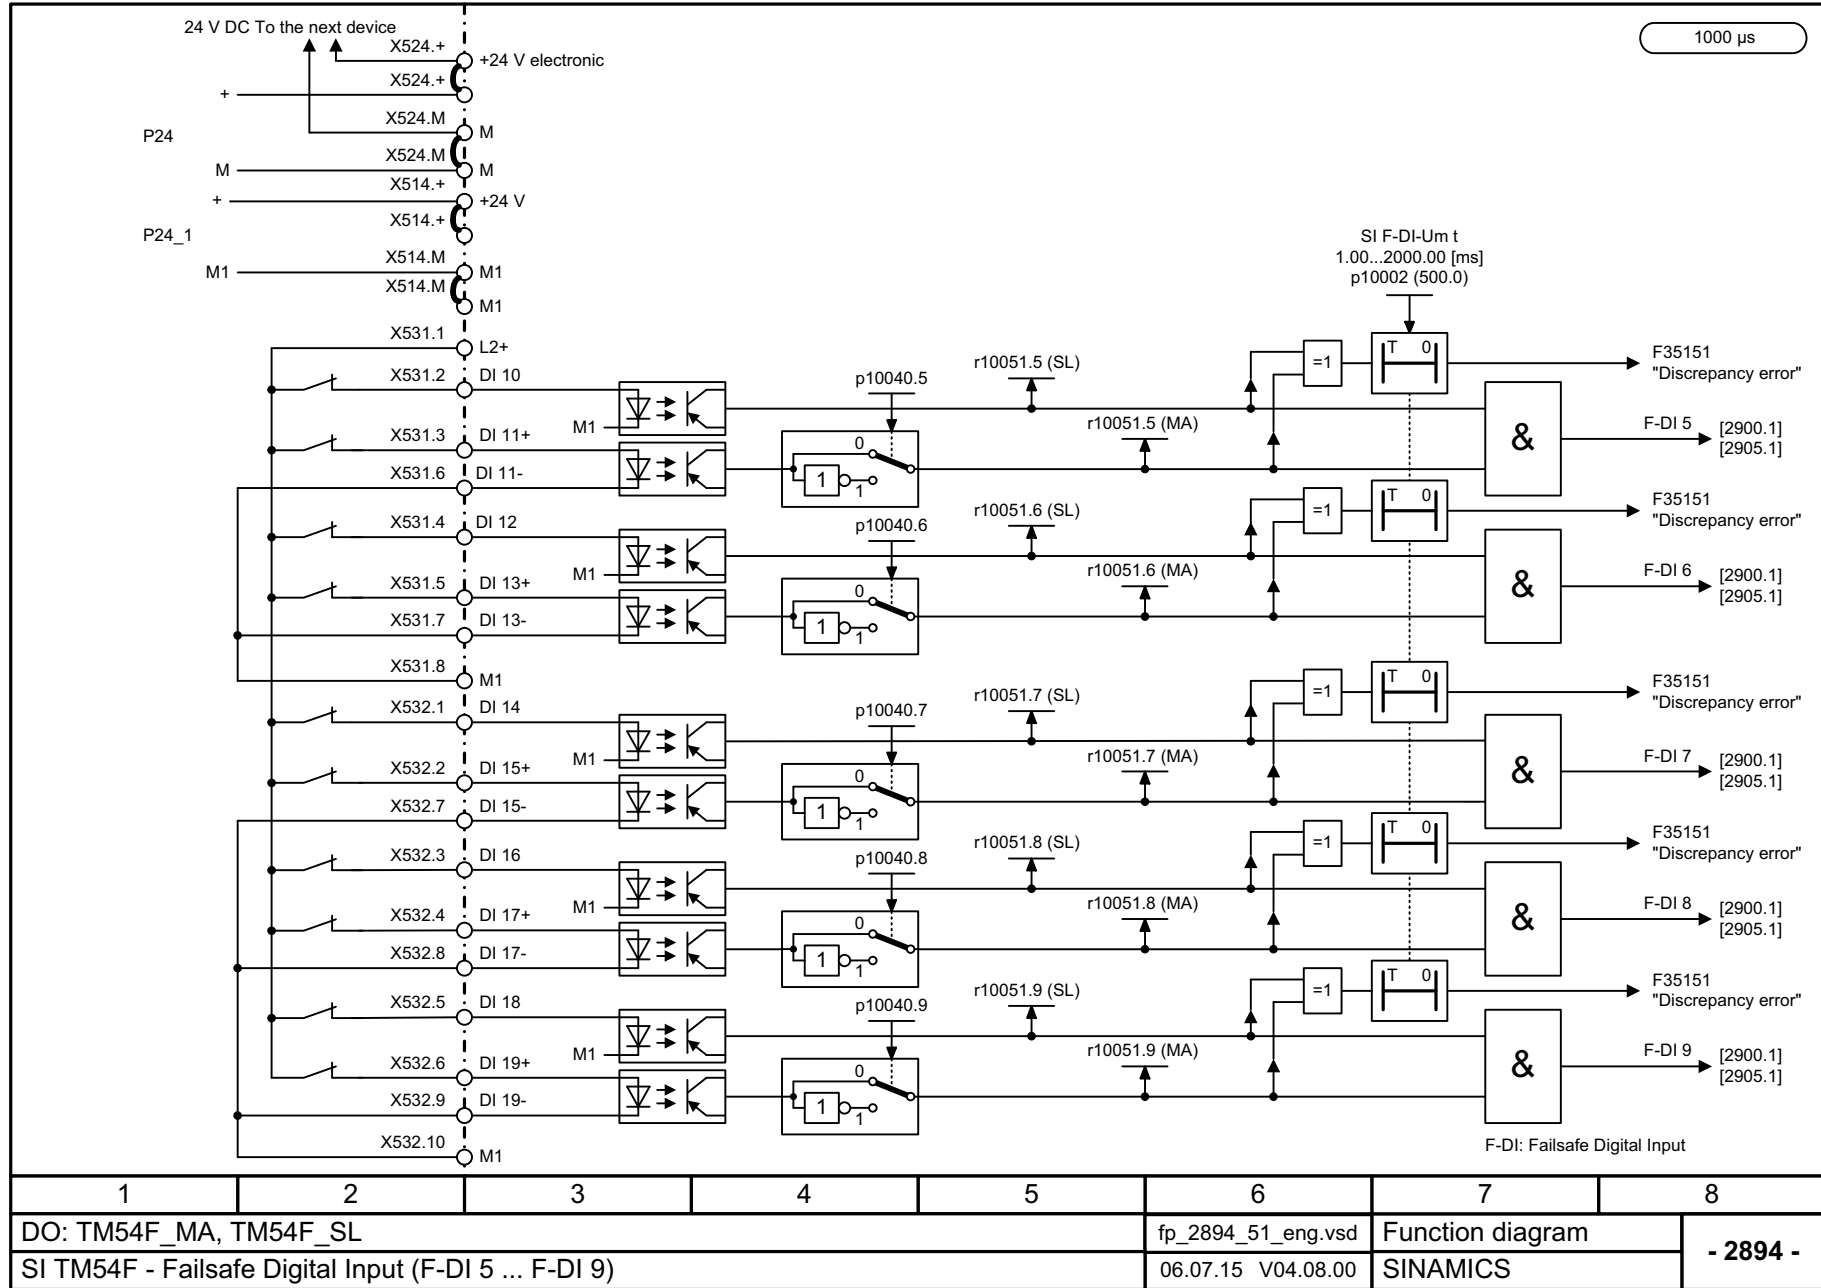 24 V DC To the next device
1000 µs
X524.+
+24 V electronic
X524.+
+
X524.M
M
P24
X524.M
M
M
X514.+
+
+24 V
X514.+
P24_1
X514.M
M1
M1
X514.M
M1
SI F-DI-Um t
1.00...2000.00 [ms]
p10002 (500.0)
X531.1
L2+
X531.2
DI 10
M1
X531.3
DI 11+
X531.6
DI 11-
p10040.5
0
1
1
r10051.5 (SL)
r10051.5 (MA)
=1
T 0
F35151
"Discrepancy error"
&
F-DI 5
[2900.1]
[2905.1]
X531.4
DI 12
M1
X531.5
DI 13+
X531.7
DI 13-
X531.8
M1
p10040.6
0
1
1
r10051.6 (SL)
r10051.6 (MA)
=1
T 0
F35151
"Discrepancy error"
&
F-DI 6
[2900.1]
[2905.1]
X532.1
DI 14
M1
X532.2
DI 15+
X532.7
DI 15-
p10040.7
0
1
1
r10051.7 (SL)
r10051.7 (MA)
=1
T 0
F35151
"Discrepancy error"
&
F-DI 7
[2900.1]
[2905.1]
X532.3
DI 16
M1
X532.4
DI 17+
X532.8
DI 17-
p10040.8
0
1
1
r10051.8 (SL)
r10051.8 (MA)
=1
T 0
F35151
"Discrepancy error"
&
F-DI 8
[2900.1]
[2905.1]
X532.5
DI 18
M1
X532.6
DI 19+
X532.9
DI 19-
X532.10
M1
p10040.9
0
1
1
r10051.9 (SL)
r10051.9 (MA)
=1
T 0
F35151
"Discrepancy error"
&
F-DI 9
[2900.1]
[2905.1]
F-DI: Failsafe Digital Input
1 2 3 4 5 6 7 8
DO: TM54F_MA, TM54F_SL
fp_2894_51_eng.vsd
Function diagram
- 2894 -
SI TM54F - Failsafe Digital Input (F-DI 5 ... F-DI 9)
06.07.15 V04.08.00
SINAMICS